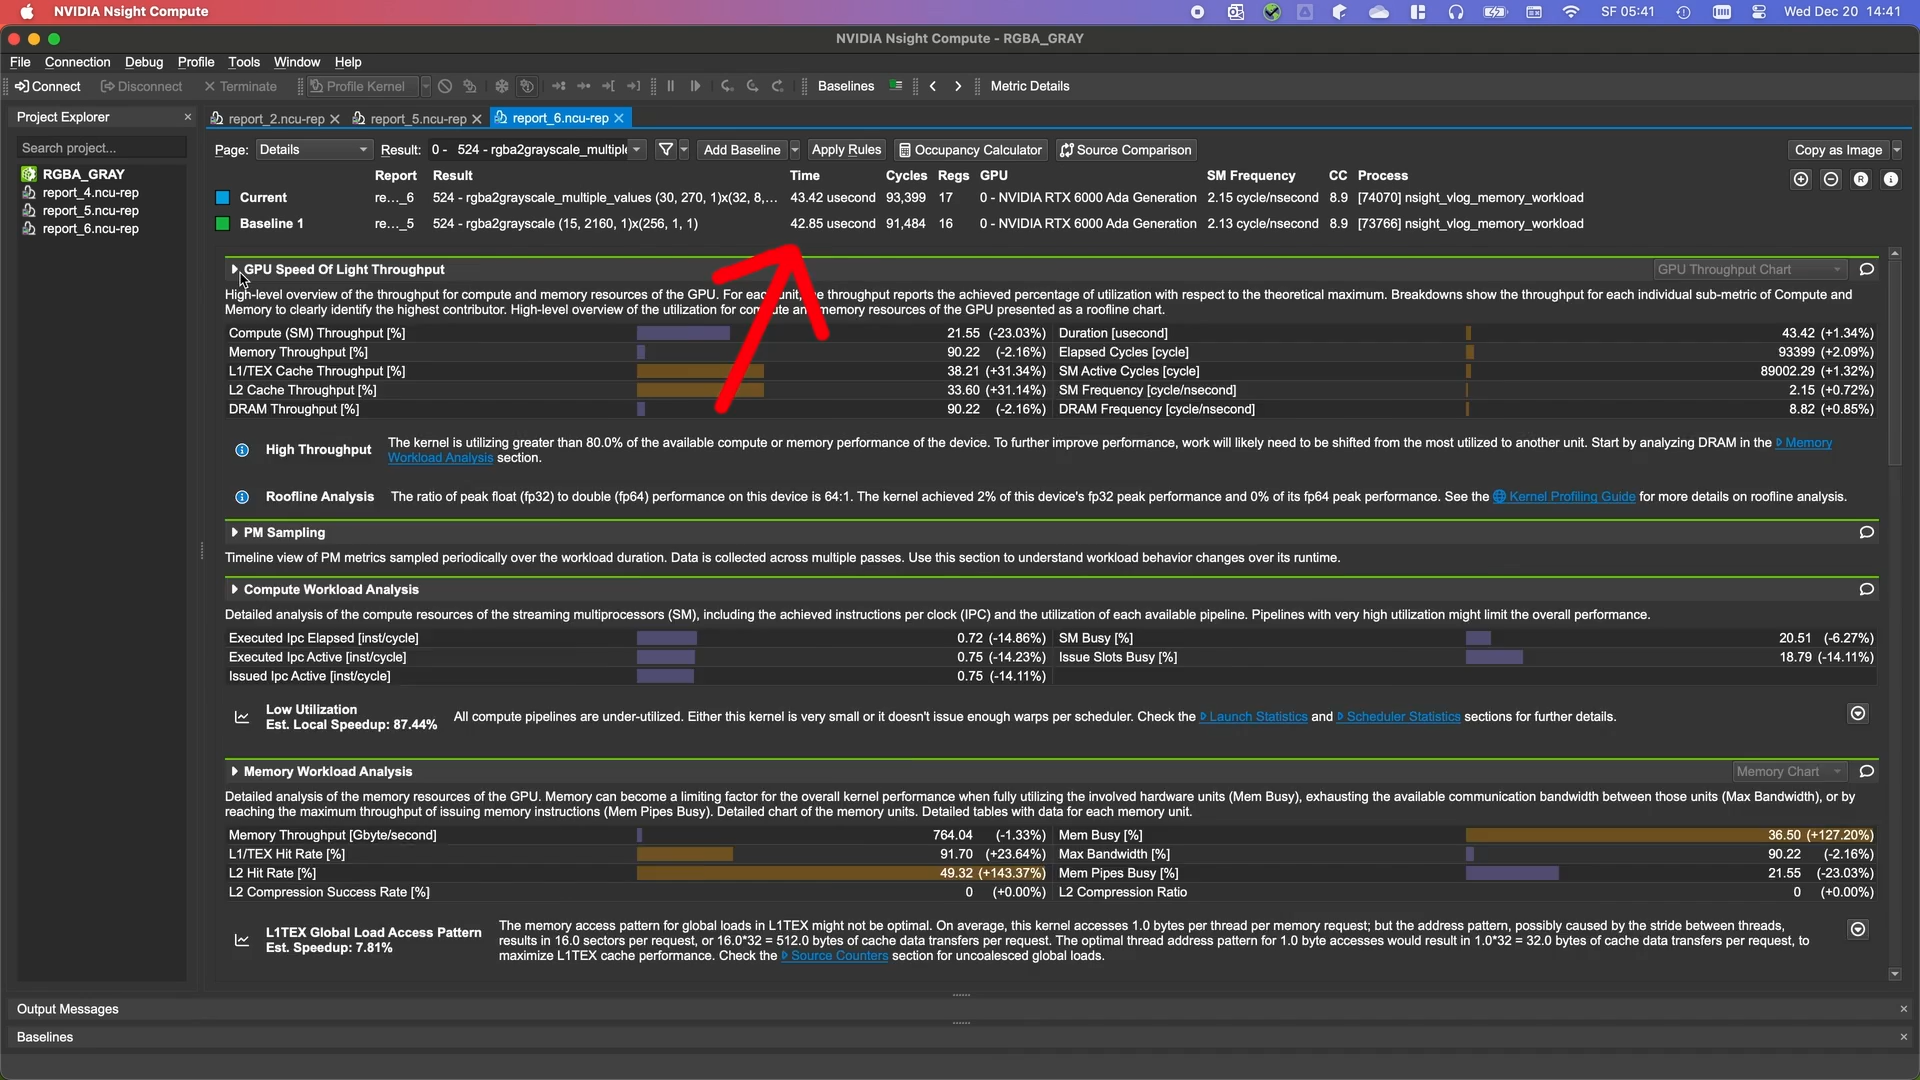 NVIDIA Nsight Compute
SF 05:41
Wed Dec 20 14:41
NVIDIA Nsight Compute - RGBA_GRAY
File Connection Debug Profile Tools Window Help
Connect Disconnect Terminate Profile Kernel Baselines Metric Details
Project Explorer
report_2.ncu-rep report_5.ncu-rep report_6.ncu-rep
Search project...
RGBA_GRAY
report_4.ncu-rep
report_5.ncu-rep
report_6.ncu-rep
Page: Details Result: 0 - 524 - rgba2grayscale_multiple Add Baseline Apply Rules Occupancy Calculator Source Comparison Copy as Image
Report Result Time Cycles Regs GPU SM Frequency CC Process
Current re..._6 524 - rgba2grayscale_multiple_values (30, 270, 1)x(32, 8,... 43.42 usecond 93,399 17 0 - NVIDIA RTX 6000 Ada Generation 2.15 cycle/nsecond 8.9 [74070] nsight_vlog_memory_workload
Baseline 1 re..._5 524 - rgba2grayscale (15, 2160, 1)x(256, 1, 1) 42.85 usecond 91,484 16 0 - NVIDIA RTX 6000 Ada Generation 2.13 cycle/nsecond 8.9 [73766] nsight_vlog_memory_workload
GPU Speed Of Light Throughput GPU Throughput Chart
High-level overview of the throughput for compute and memory resources of the GPU. For each unit, the throughput reports the achieved percentage of utilization with respect to the theoretical maximum. Breakdowns show the throughput for each individual sub-metric of Compute and
Memory to clearly identify the highest contributor. High-level overview of the utilization for compute and memory resources of the GPU presented as a roofline chart.
Compute (SM) Throughput [%] 21.55 (-23.03%) Duration [usecond] 43.42 (+1.34%)
Memory Throughput [%] 90.22 (-2.16%) Elapsed Cycles [cycle] 93399 (+2.09%)
L1/TEX Cache Throughput [%] 38.21 (+31.34%) SM Active Cycles [cycle] 89002.29 (+1.32%)
L2 Cache Throughput [%] 33.60 (+31.14%) SM Frequency [cycle/nsecond] 2.15 (+0.72%)
DRAM Throughput [%] 90.22 (-2.16%) DRAM Frequency [cycle/nsecond] 8.82 (+0.85%)
High Throughput The kernel is utilizing greater than 80.0% of the available compute or memory performance of the device. To further improve performance, work will likely need to be shifted from the most utilized to another unit. Start by analyzing DRAM in the Memory
Workload Analysis section.
Roofline Analysis The ratio of peak float (fp32) to double (fp64) performance on this device is 64:1. The kernel achieved 2% of this device's fp32 peak performance and 0% of its fp64 peak performance. See the Kernel Profiling Guide for more details on roofline analysis.
PM Sampling
Timeline view of PM metrics sampled periodically over the workload duration. Data is collected across multiple passes. Use this section to understand workload behavior changes over its runtime.
Compute Workload Analysis
Detailed analysis of the compute resources of the streaming multiprocessors (SM), including the achieved instructions per clock (IPC) and the utilization of each available pipeline. Pipelines with very high utilization might limit the overall performance.
Executed Ipc Elapsed [inst/cycle] 0.72 (-14.86%) SM Busy [%] 20.51 (-6.27%)
Executed Ipc Active [inst/cycle] 0.75 (-14.23%) Issue Slots Busy [%] 18.79 (-14.11%)
Issued Ipc Active [inst/cycle] 0.75 (-14.11%)
Low Utilization
Est. Local Speedup: 87.44% All compute pipelines are under-utilized. Either this kernel is very small or it doesn't issue enough warps per scheduler. Check the Launch Statistics and Scheduler Statistics sections for further details.
Memory Workload Analysis Memory Chart
Detailed analysis of the memory resources of the GPU. Memory can become a limiting factor for the overall kernel performance when fully utilizing the involved hardware units (Mem Busy), exhausting the available communication bandwidth between those units (Max Bandwidth), or by
reaching the maximum throughput of issuing memory instructions (Mem Pipes Busy). Detailed chart of the memory units. Detailed tables with data for each memory unit.
Memory Throughput [Gbyte/second] 764.04 (-1.33%) Mem Busy [%] 36.50 (+127.20%)
L1/TEX Hit Rate [%] 91.70 (+23.64%) Max Bandwidth [%] 90.22 (-2.16%)
L2 Hit Rate [%] 49.32 (+143.37%) Mem Pipes Busy [%] 21.55 (-23.03%)
L2 Compression Success Rate [%] 0 (+0.00%) L2 Compression Ratio 0 (+0.00%)
L1TEX Global Load Access Pattern
Est. Speedup: 7.81%
The memory access pattern for global loads in L1TEX might not be optimal. On average, this kernel accesses 1.0 bytes per thread per memory request; but the address pattern, possibly caused by the stride between threads,
results in 16.0 sectors per request, or 16.0*32 = 512.0 bytes of cache data transfers per request. The optimal thread address pattern for 1.0 byte accesses would result in 1.0*32 = 32.0 bytes of cache data transfers per request, to
maximize L1TEX cache performance. Check the Source Counters section for uncoalesced global loads.
Output Messages
Baselines